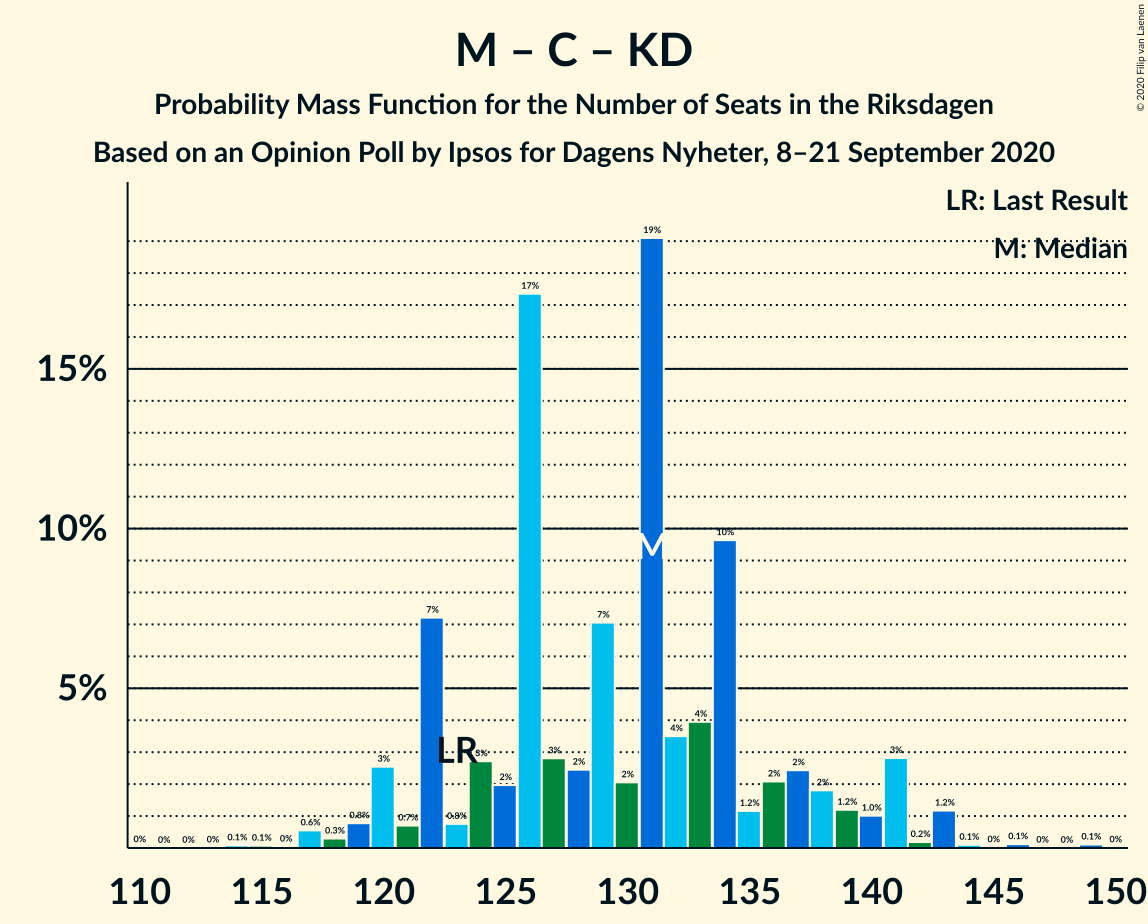 M – C – KD
Probability Mass Function for the Number of Seats in the Riksdagen
Based on an Opinion Poll by Ipsos for Dagens Nyheter, 8–21 September 2020
© 2020 Filip van Laenen
LR: Last Result
M: Median
15%
10%
5%
0% 0% 0% 0% 0.1% 0.1% 0% 0.6% 0.3% 0.8% 3% 0.7% 7% 0.8% 3% 2% 17% 3% 2% 7% 2% 19% 4% 4% 10% 1.2% 2% 2% 2% 1.2% 1.0% 3% 0.2% 1.2% 0.1% 0% 0.1% 0% 0% 0.1% 0%
LR
M
110 115 120 125 130 135 140 145 150